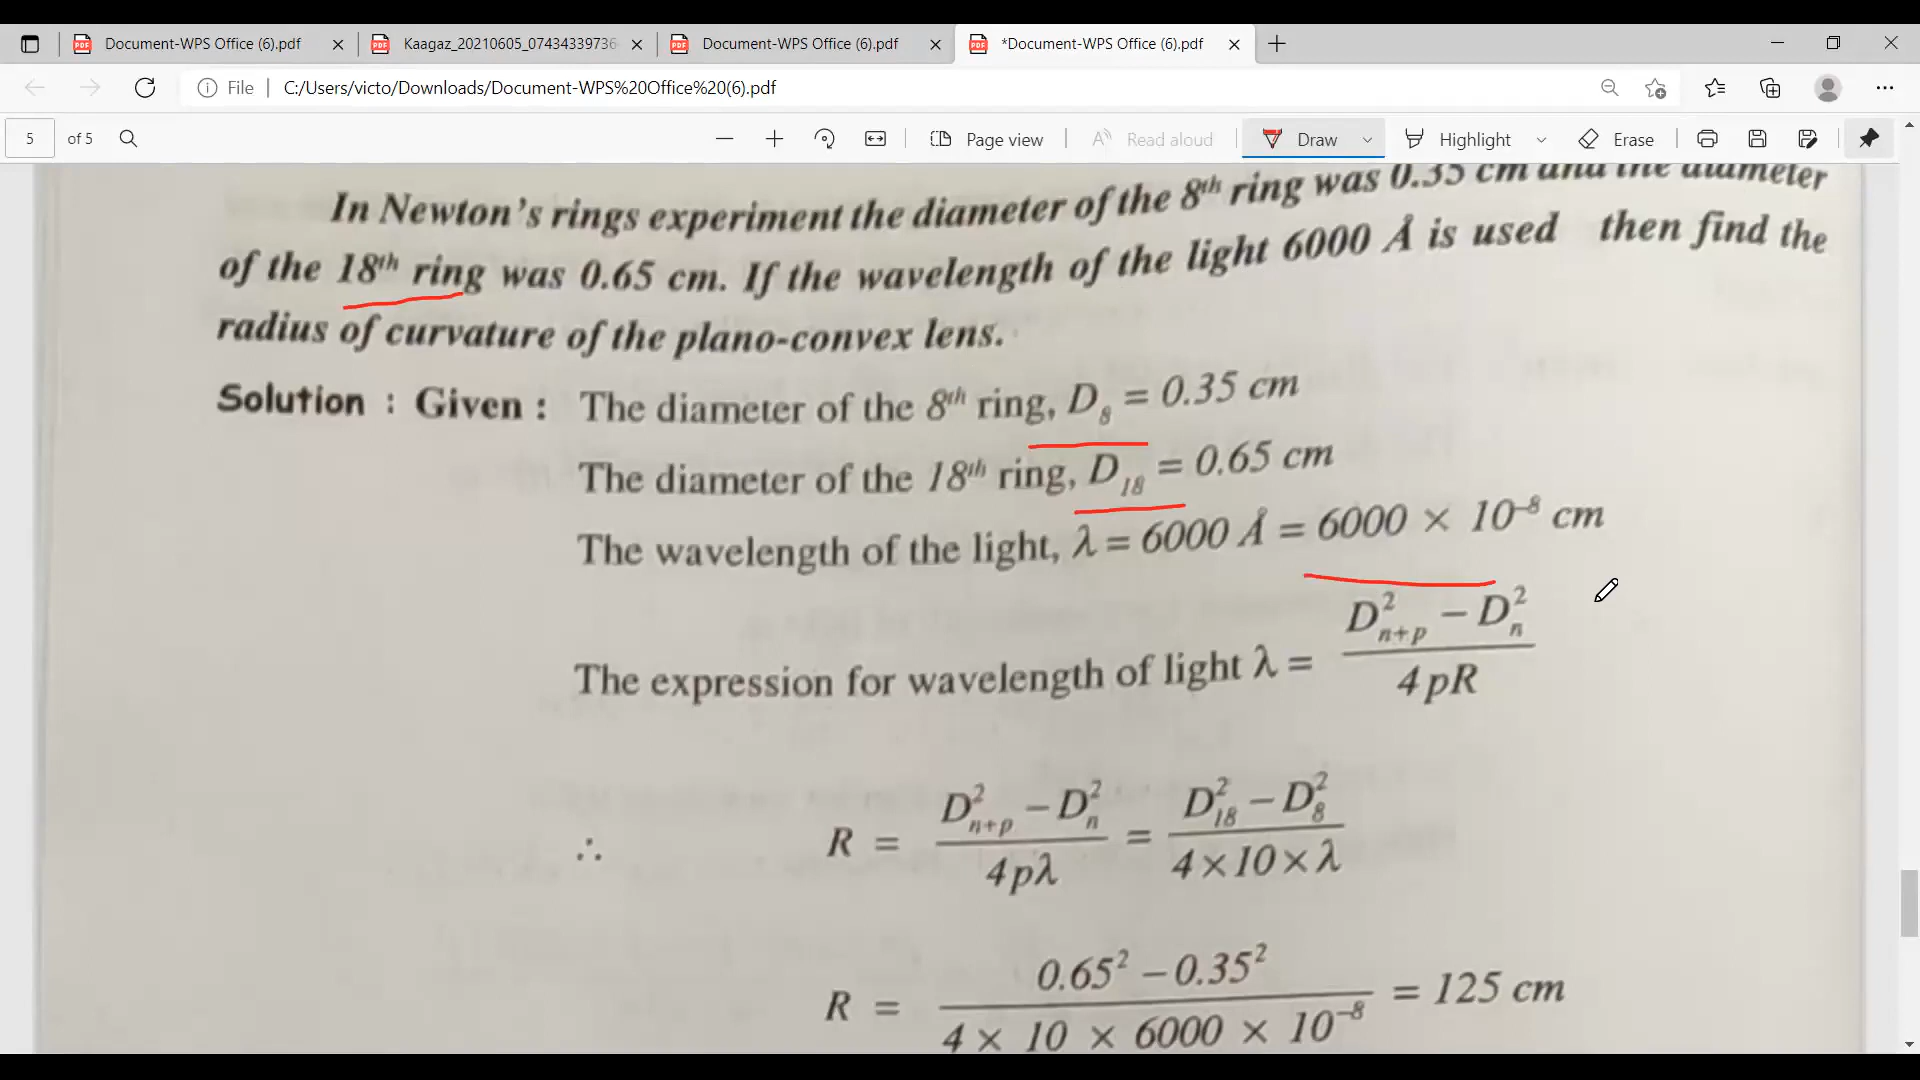 Document-WPS Office (6).pdf
Kaagaz_20210605_0743433973
Document-WPS Office (6).pdf
*Document-WPS Office (6).pdf
File
C:/Users/victo/Downloads/Document-WPS%20Office%20(6).pdf
5 of 5
Page view
Read aloud
Draw
Highlight
Erase
In Newton's rings experiment the diameter of the 8th ring was 0.35 cm and the diameter
of the 18th ring was 0.65 cm. If the wavelength of the light 6000 Å is used then find the
radius of curvature of the plano-convex lens.
Solution : Given : The diameter of the 8th ring, D₈ = 0.35 cm
The diameter of the 18th ring, D₁₈ = 0.65 cm
The wavelength of the light, λ = 6000 Å = 6000 × 10⁻⁸ cm
The expression for wavelength of light λ = (D²ₙ₊ₚ − D²ₙ) / 4pR
∴ R = (D²ₙ₊ₚ − D²ₙ) / 4pλ = (D²₁₈ − D²₈) / 4×10×λ
R = (0.65² − 0.35²) / 4 × 10 × 6000 × 10⁻⁸ = 125 cm